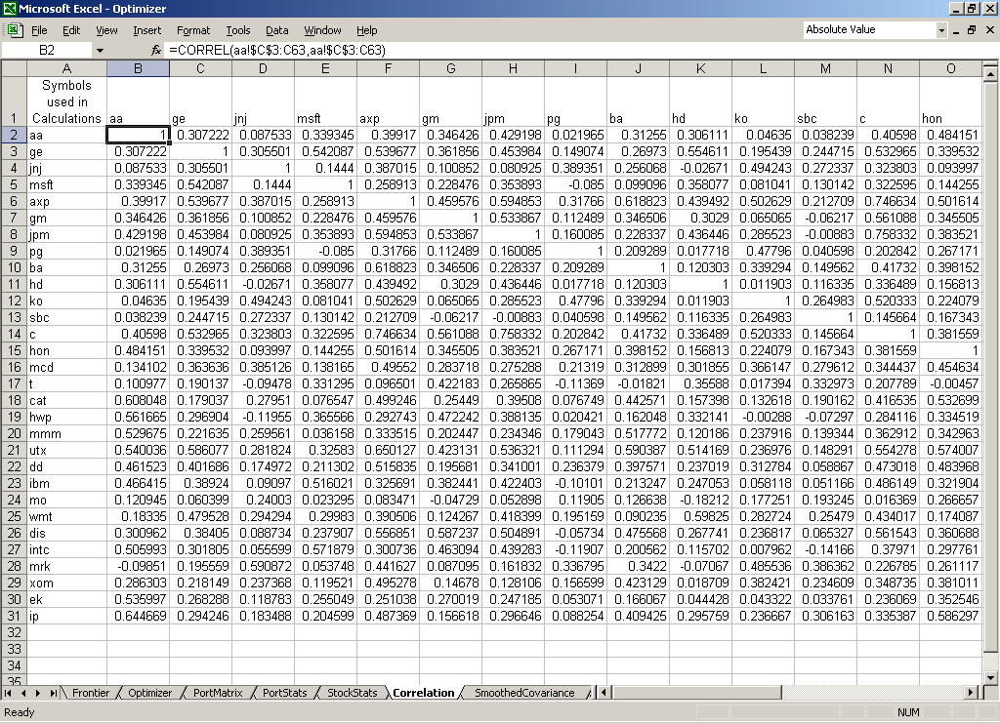 Microsoft Excel - Optimizer
File Edit View Insert Format Tools Data Window Help Absolute Value
B2 fx =CORREL(aa!$C$3:C63,aa!$C$3:C63)
A B C D E F G H I J K L M N O
Symbols
used in
1 Calculations aa ge jnj msft axp gm jpm pg ba hd ko sbc c hon
2 aa 1 0.307222 0.087533 0.339345 0.39917 0.346426 0.429198 0.021965 0.31255 0.306111 0.04635 0.038239 0.40598 0.484151
3 ge 0.307222 1 0.305501 0.542087 0.539677 0.361856 0.453984 0.149074 0.26973 0.554611 0.195439 0.244715 0.532965 0.339532
4 jnj 0.087533 0.305501 1 0.1444 0.387015 0.100852 0.080925 0.389351 0.256068 -0.02671 0.494243 0.272337 0.323803 0.093997
5 msft 0.339345 0.542087 0.1444 1 0.258913 0.228476 0.353893 -0.085 0.099096 0.358077 0.081041 0.130142 0.322595 0.144255
6 axp 0.39917 0.539677 0.387015 0.258913 1 0.459576 0.594853 0.31766 0.618823 0.439492 0.502629 0.212709 0.746634 0.501614
7 gm 0.346426 0.361856 0.100852 0.228476 0.459576 1 0.533867 0.112489 0.346506 0.3029 0.065065 -0.06217 0.561088 0.345505
8 jpm 0.429198 0.453984 0.080925 0.353893 0.594853 0.533867 1 0.160085 0.228337 0.436446 0.285523 -0.00883 0.758332 0.383521
9 pg 0.021965 0.149074 0.389351 -0.085 0.31766 0.112489 0.160085 1 0.209289 0.017718 0.47796 0.040598 0.202842 0.267171
10 ba 0.31255 0.26973 0.256068 0.099096 0.618823 0.346506 0.228337 0.209289 1 0.120303 0.339294 0.149562 0.41732 0.398152
11 hd 0.306111 0.554611 -0.02671 0.358077 0.439492 0.3029 0.436446 0.017718 0.120303 1 0.011903 0.116335 0.336489 0.156813
12 ko 0.04635 0.195439 0.494243 0.081041 0.502629 0.065065 0.285523 0.47796 0.339294 0.011903 1 0.264983 0.520333 0.224079
13 sbc 0.038239 0.244715 0.272337 0.130142 0.212709 -0.06217 -0.00883 0.040598 0.149562 0.116335 0.264983 1 0.145664 0.167343
14 c 0.40598 0.532965 0.323803 0.322595 0.746634 0.561088 0.758332 0.202842 0.41732 0.336489 0.520333 0.145664 1 0.381559
15 hon 0.484151 0.339532 0.093997 0.144255 0.501614 0.345505 0.383521 0.267171 0.398152 0.156813 0.224079 0.167343 0.381559 1
16 mcd 0.134102 0.363636 0.385126 0.138165 0.49552 0.283718 0.275288 0.21319 0.312899 0.301855 0.366147 0.279612 0.344437 0.454634
17 t 0.100977 0.190137 -0.09478 0.331295 0.096501 0.422183 0.265865 -0.11369 -0.01821 0.35588 0.017394 0.332973 0.207789 -0.00457
18 cat 0.608048 0.179037 0.27951 0.076547 0.499246 0.25449 0.39508 0.076749 0.442571 0.157398 0.132618 0.190162 0.416535 0.532699
19 hwp 0.561665 0.296904 -0.11955 0.365566 0.292743 0.472242 0.388135 0.020421 0.162048 0.332141 -0.00288 -0.07297 0.284116 0.334519
20 mmm 0.529675 0.221635 0.259561 0.036158 0.333515 0.202447 0.234346 0.179043 0.517772 0.120186 0.237916 0.139344 0.362912 0.342963
21 utx 0.540036 0.586077 0.281824 0.32583 0.650127 0.423131 0.536321 0.111294 0.590387 0.514169 0.236976 0.148291 0.554278 0.574007
22 dd 0.461523 0.401686 0.174972 0.211302 0.515835 0.195681 0.341001 0.236379 0.397571 0.237019 0.312784 0.058867 0.473018 0.483968
23 ibm 0.466415 0.38924 0.09097 0.516021 0.325691 0.382441 0.422403 -0.10101 0.213247 0.247053 0.058118 0.051166 0.486149 0.321904
24 mo 0.120945 0.060399 0.24003 0.023295 0.083471 -0.04729 0.052898 0.11905 0.126638 -0.18212 0.177251 0.193245 0.016369 0.266657
25 wmt 0.18335 0.479528 0.294294 0.29983 0.390506 0.124267 0.418399 0.195159 0.090235 0.59825 0.282724 0.25479 0.434017 0.174087
26 dis 0.300962 0.38405 0.088734 0.237907 0.556851 0.587237 0.504891 -0.05734 0.475568 0.267741 0.236817 0.065327 0.561543 0.360688
27 intc 0.505993 0.301805 0.055599 0.571879 0.300736 0.463094 0.439283 -0.11907 0.200562 0.115702 0.007962 -0.14166 0.37971 0.297761
28 mrk -0.09851 0.195559 0.590872 0.053748 0.441627 0.087095 0.161832 0.336795 0.3422 -0.07067 0.485536 0.386362 0.226785 0.261117
29 xom 0.286303 0.218149 0.237368 0.119521 0.495278 0.14678 0.128106 0.156599 0.423129 0.018709 0.382421 0.234609 0.348735 0.381011
30 ek 0.535997 0.268288 0.118783 0.255049 0.251038 0.270019 0.247185 0.053071 0.166067 0.044428 0.043322 0.033761 0.236069 0.352546
31 ip 0.644669 0.294246 0.183488 0.204599 0.487369 0.156618 0.296646 0.088254 0.409425 0.295759 0.236667 0.306163 0.335387 0.586297
32
33
34
35
Frontier Optimizer PortMatrix PortStats StockStats Correlation SmoothedCovariance
Ready NUM